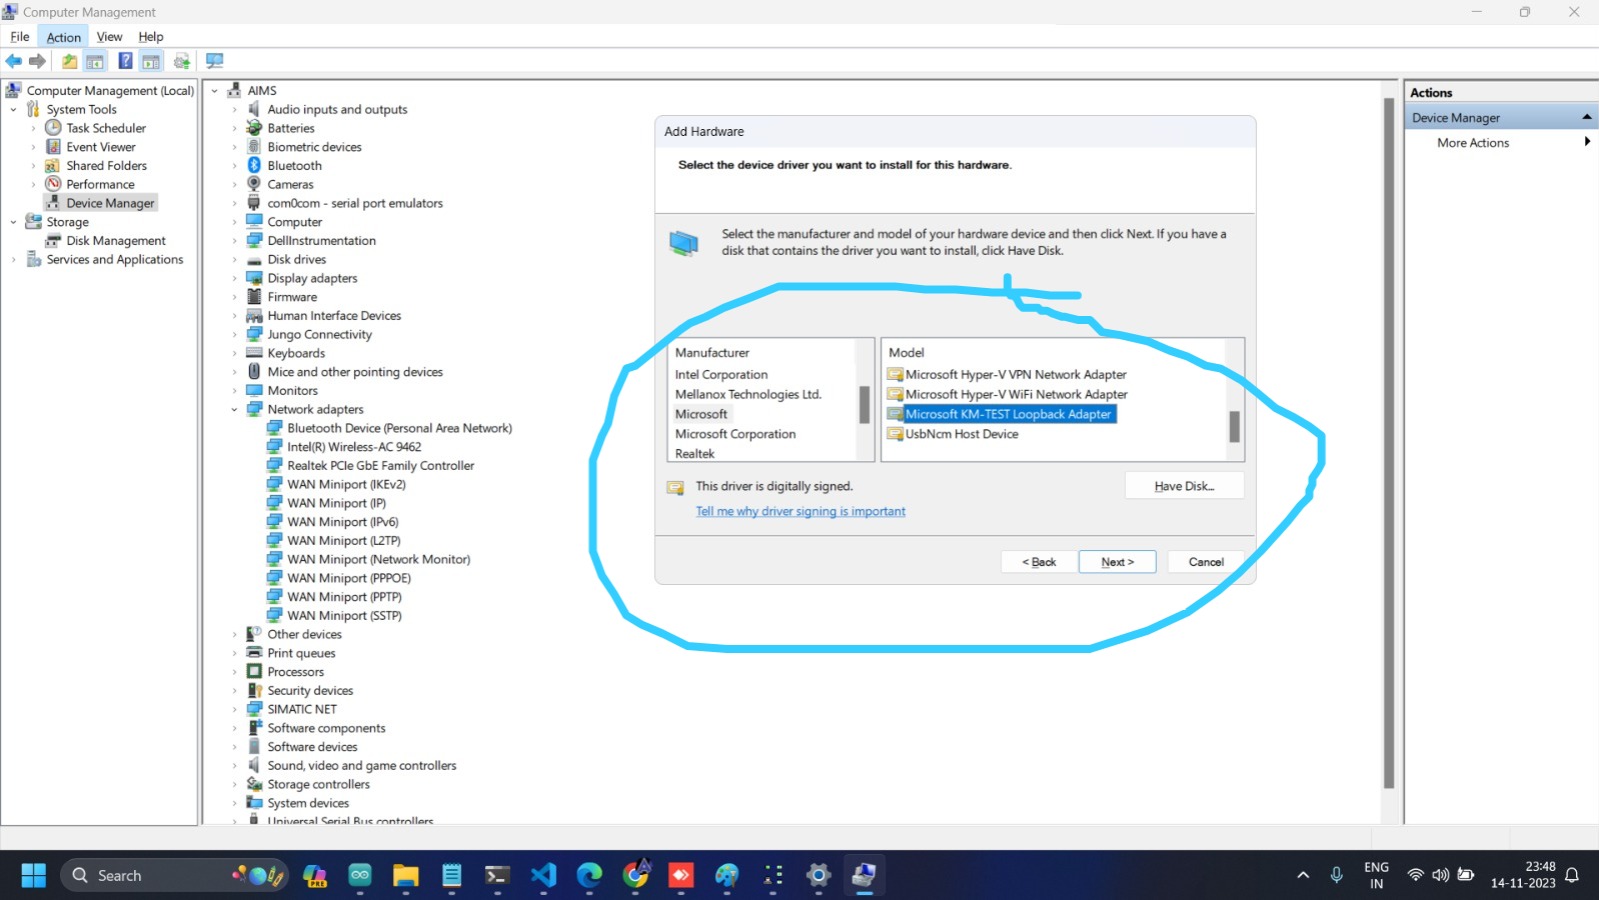 Computer Management
File Action View Help
Computer Management (Local)
System Tools
Task Scheduler
Event Viewer
Shared Folders
Performance
Device Manager
Storage
Disk Management
Services and Applications
AIMS
Audio inputs and outputs
Batteries
Biometric devices
Bluetooth
Cameras
com0com - serial port emulators
Computer
DellInstrumentation
Disk drives
Display adapters
Firmware
Human Interface Devices
Jungo Connectivity
Keyboards
Mice and other pointing devices
Monitors
Network adapters
Bluetooth Device (Personal Area Network)
Intel(R) Wireless-AC 9462
Realtek PCIe GbE Family Controller
WAN Miniport (IKEv2)
WAN Miniport (IP)
WAN Miniport (IPv6)
WAN Miniport (L2TP)
WAN Miniport (Network Monitor)
WAN Miniport (PPPOE)
WAN Miniport (PPTP)
WAN Miniport (SSTP)
Other devices
Print queues
Processors
Security devices
SIMATIC NET
Software components
Software devices
Sound, video and game controllers
Storage controllers
System devices
Universal Serial Bus controllers
Add Hardware
Select the device driver you want to install for this hardware.
Select the manufacturer and model of your hardware device and then click Next. If you have a
disk that contains the driver you want to install, click Have Disk.
Manufacturer
Intel Corporation
Mellanox Technologies Ltd.
Microsoft
Microsoft Corporation
Realtek
Model
Microsoft Hyper-V VPN Network Adapter
Microsoft Hyper-V WiFi Network Adapter
Microsoft KM-TEST Loopback Adapter
UsbNcm Host Device
This driver is digitally signed.
Tell me why driver signing is important
Have Disk...
< Back Next > Cancel
Actions
Device Manager
More Actions
Search
PRE
ENG
IN
23:48
14-11-2023